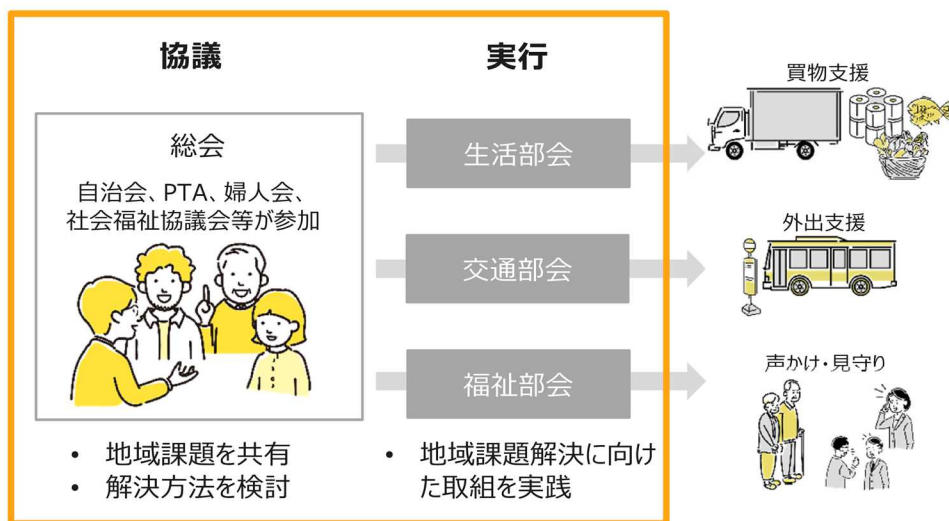 協議
実行
総会
自治会、PTA、婦人会、
社会福祉協議会等が参加
生活部会
交通部会
福祉部会
• 地域課題を共有
• 解決方法を検討
• 地域課題解決に向け
た取組を実践
買物支援
外出支援
声かけ・見守り